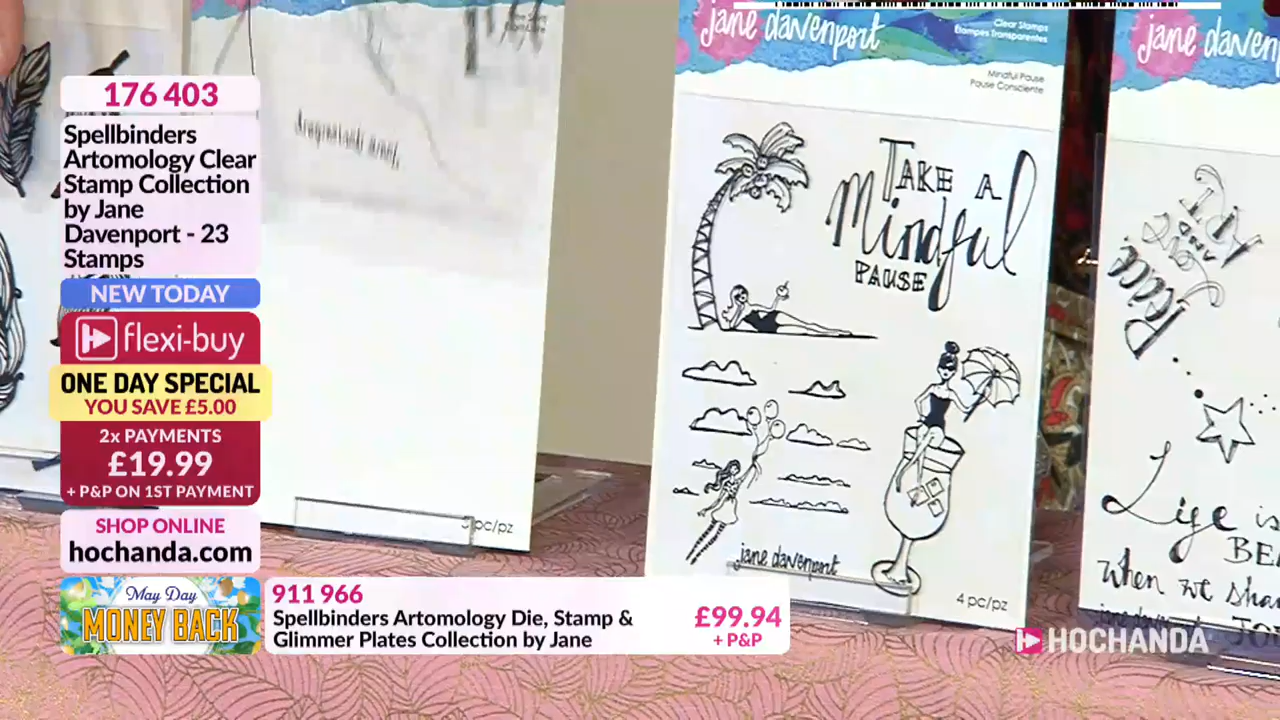 176 403
Spellbinders
Artomology Clear
Stamp Collection
by Jane
Davenport - 23
Stamps
NEW TODAY
flexi-buy
ONE DAY SPECIAL
YOU SAVE £5.00
2x PAYMENTS
£19.99
+ P&P ON 1ST PAYMENT
SHOP ONLINE
hochanda.com
May Day
MONEY BACK
911 966
Spellbinders Artomology Die, Stamp &
Glimmer Plates Collection by Jane
£99.94
+ P&P
pc/pz
jane davenport
Clear Stamps
Étampes Transparentes
Mindful Pause
Pause Consciente
TAKE A
Mindful
PAUSE
jane davenport
4 pc/pz
jane daven
Peace
AND
Life is
BE
when we sha
JO
HOCHANDA